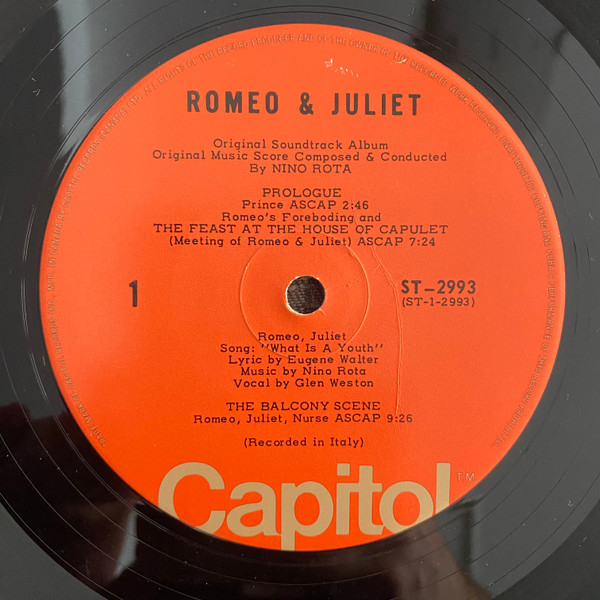 ROMEO & JULIET
Original Soundtrack Album
Original Music Score Composed & Conducted
By NINO ROTA
PROLOGUE
Prince ASCAP 2:46
Romeo's Foreboding and
THE FEAST AT THE HOUSE OF CAPULET
(Meeting of Romeo & Juliet) ASCAP 7:24
1
ST-2993
(ST-1-2993)
Romeo, Juliet
Song: "What Is A Youth"
Lyric by Eugene Walter
Music by Nino Rota
Vocal by Glen Weston
THE BALCONY SCENE
Romeo, Juliet, Nurse ASCAP 9:26
(Recorded in Italy)
Capitol TM